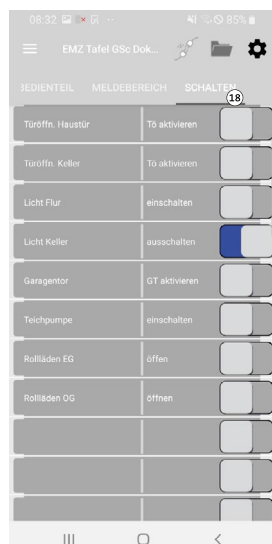 08:32 85%
EMZ Tafel GSc Dok...
BEDIENTEIL MELDEBEREICH SCHALTEN
18
Türöffn. Haustür Tö aktivieren
Türöffn. Keller Tö aktivieren
Licht Flur einschalten
Licht Keller ausschalten
Garagentor GT aktivieren
Teichpumpe einschalten
Rollläden EG öffen
Rollläden OG öffnen